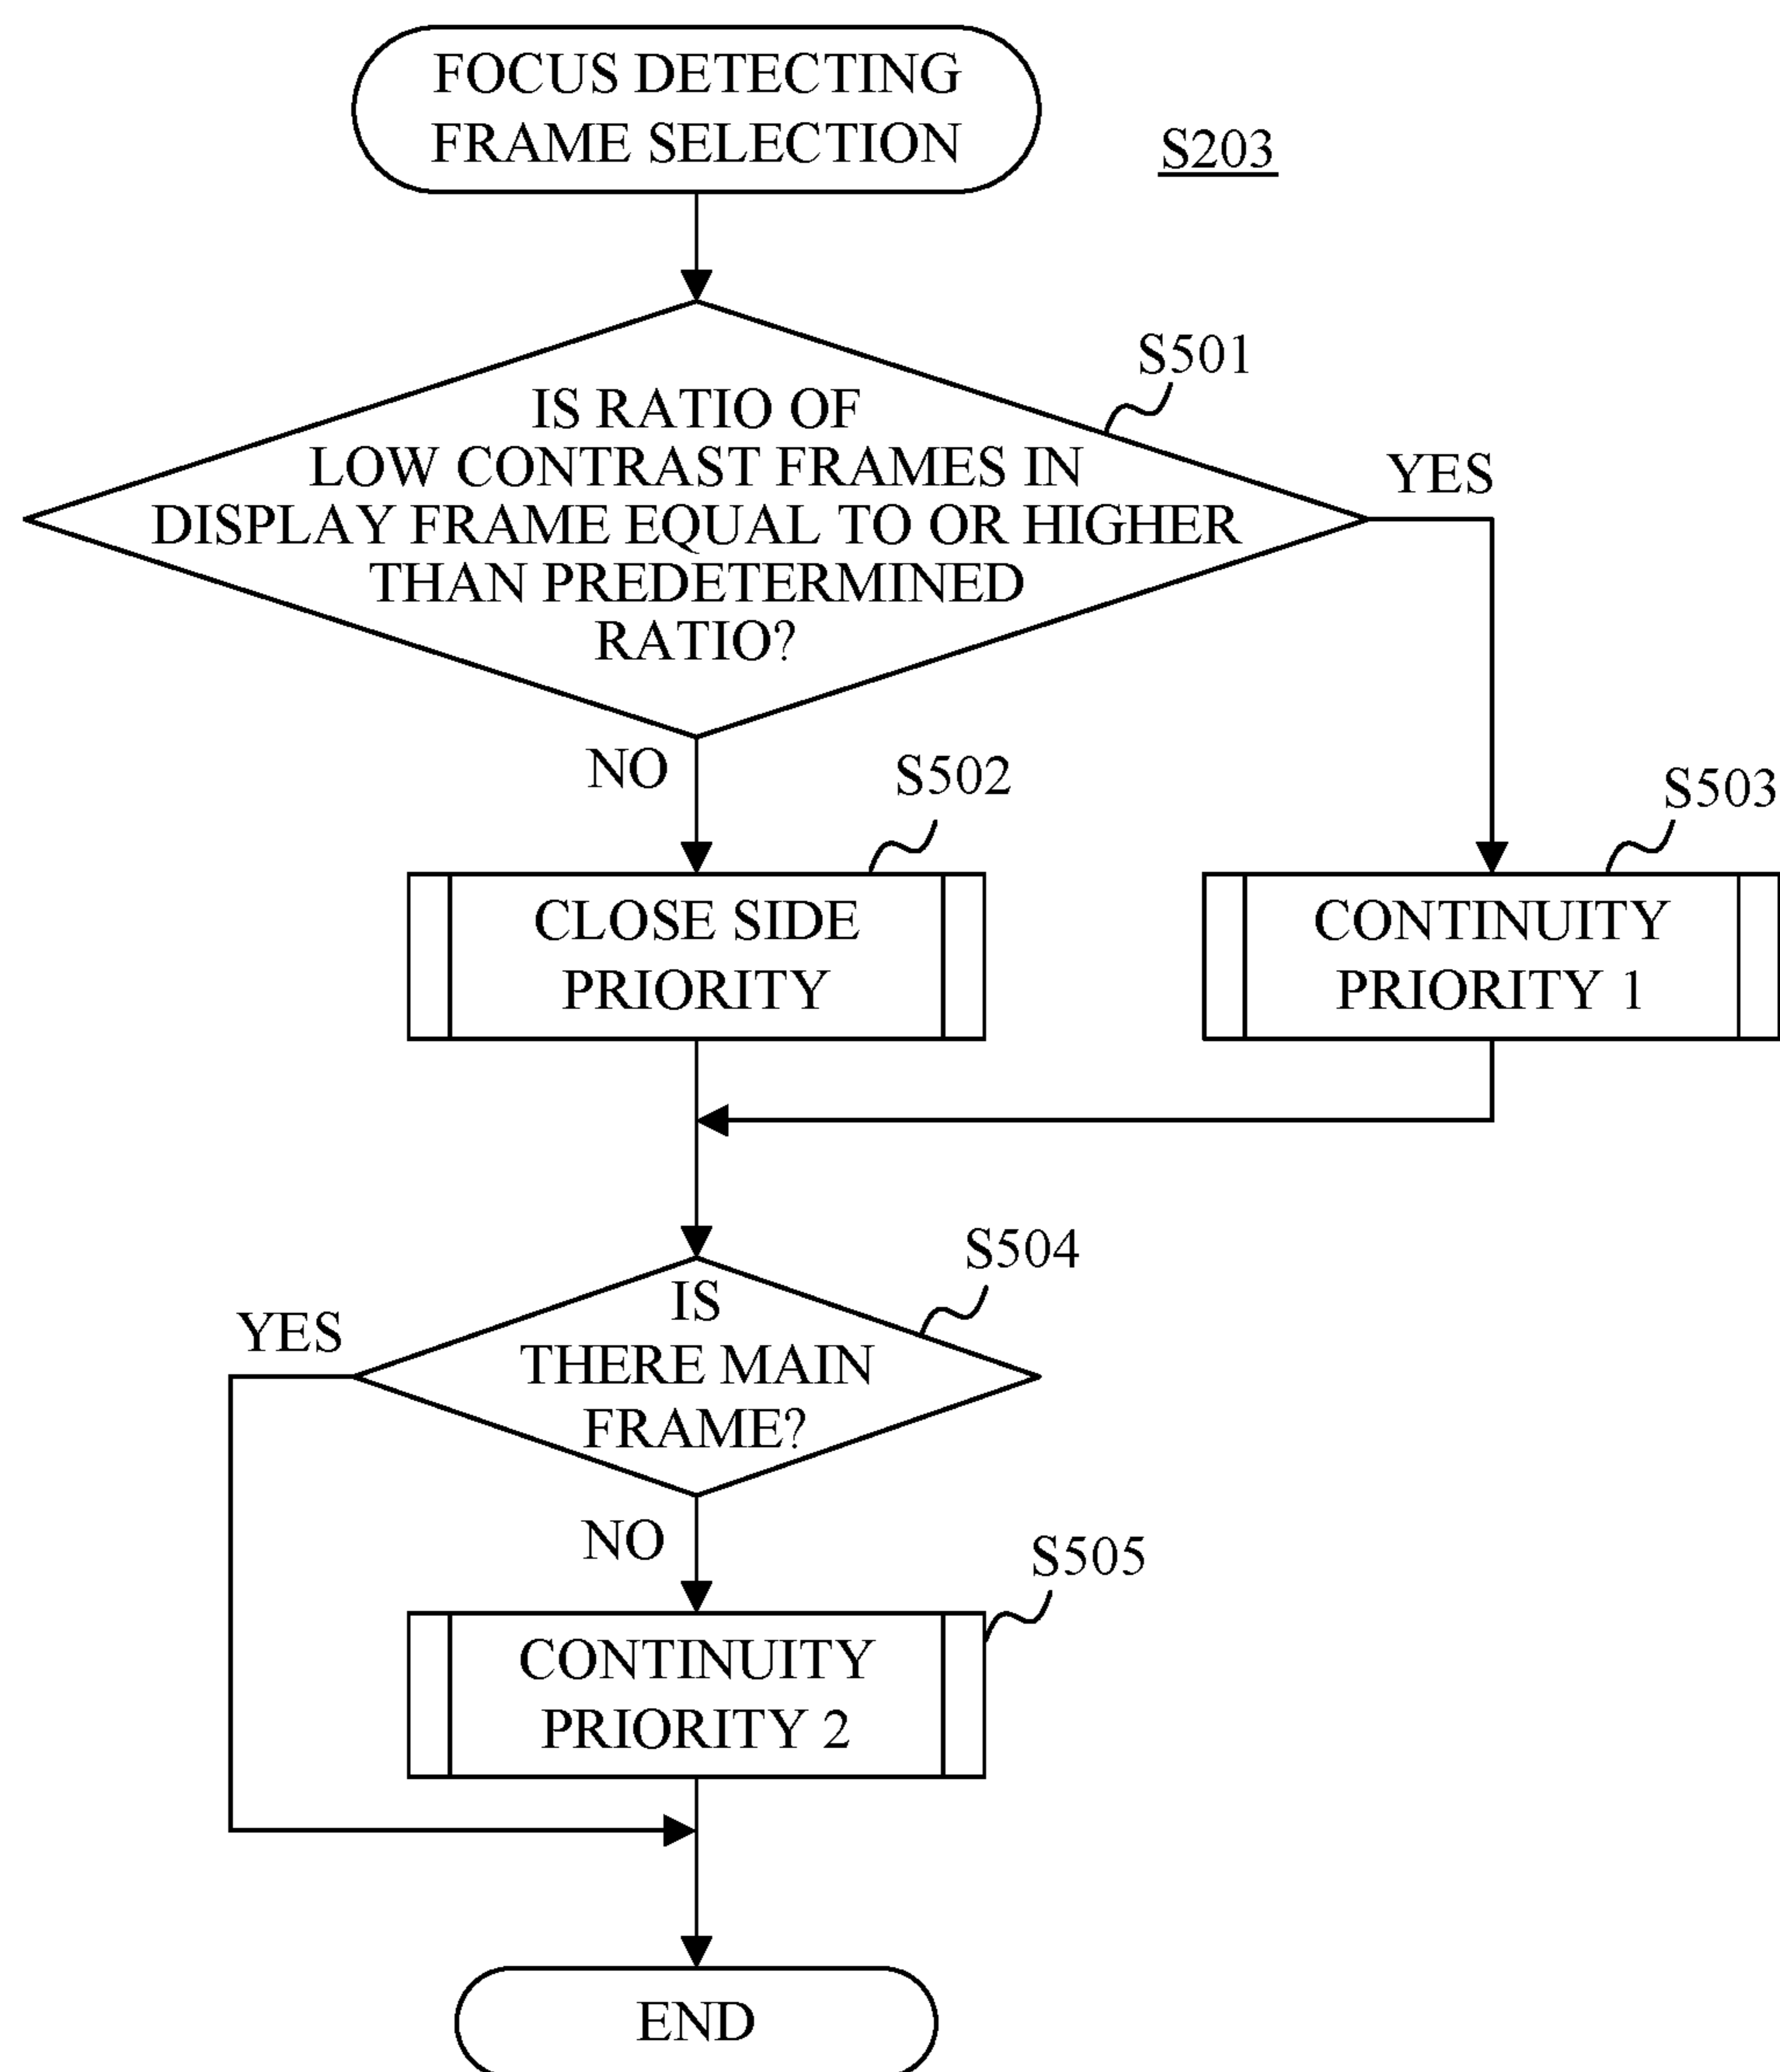 FOCUS DETECTING
FRAME SELECTION
S203
S501
IS RATIO OF
LOW CONTRAST FRAMES IN
DISPLAY FRAME EQUAL TO OR HIGHER
THAN PREDETERMINED
RATIO?
YES
NO
S502
S503
CLOSE SIDE
PRIORITY
CONTINUITY
PRIORITY 1
S504
YES
IS
THERE MAIN
FRAME?
NO
S505
CONTINUITY
PRIORITY 2
END